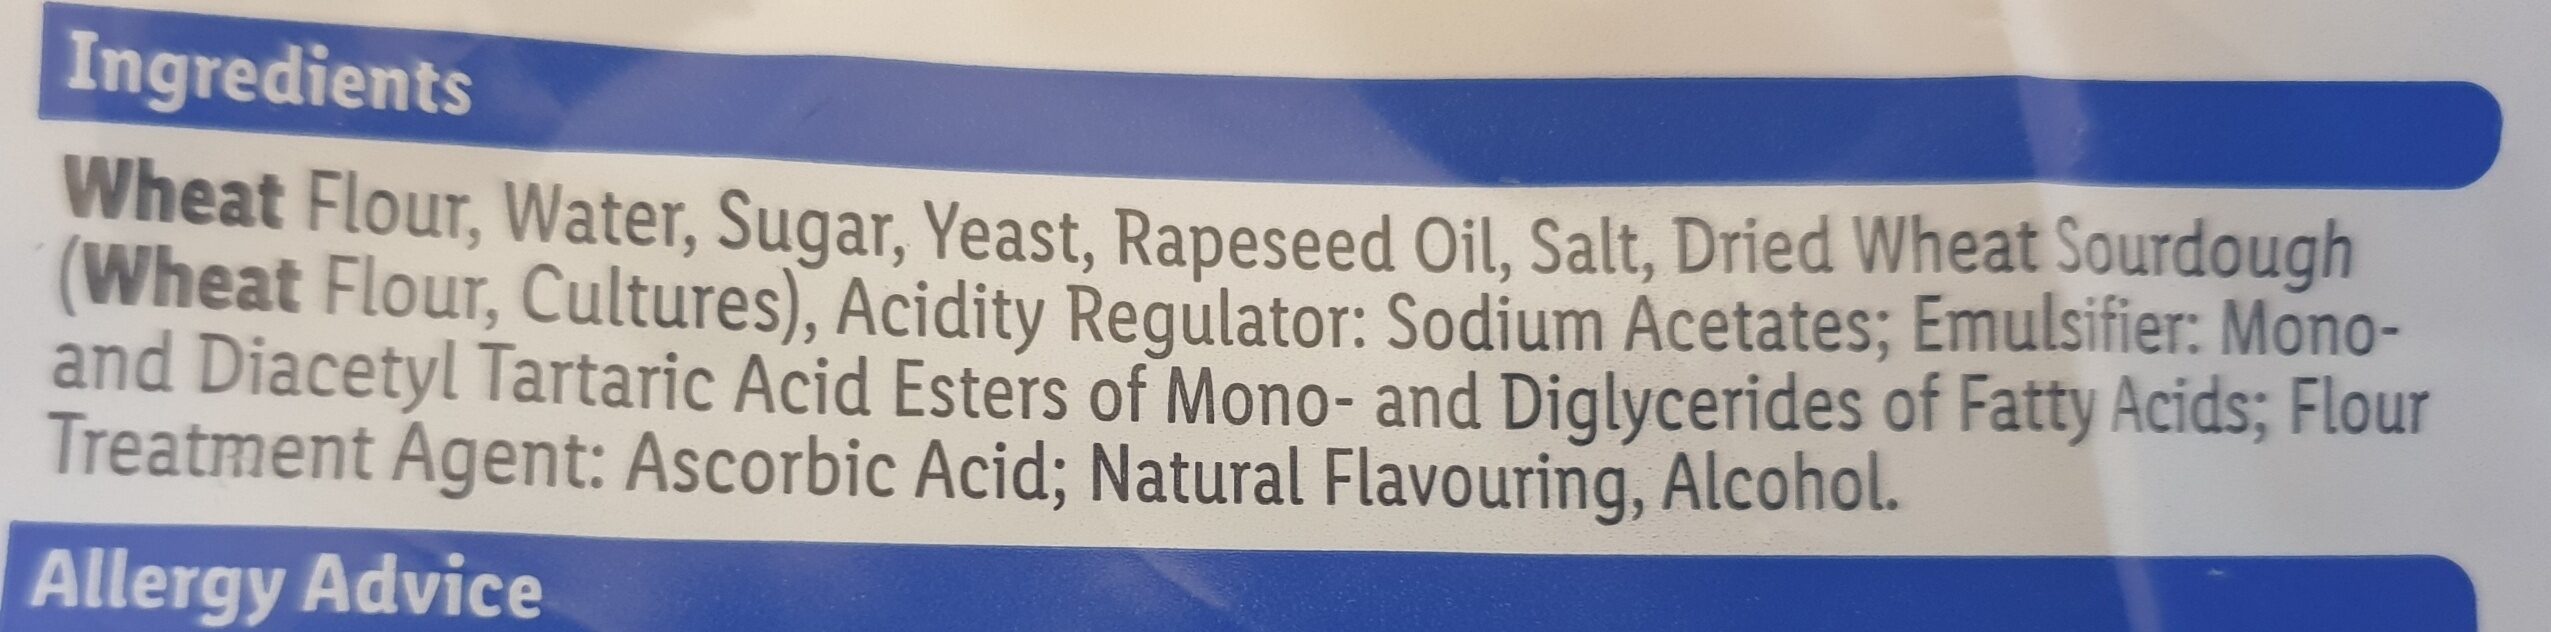 Ingredients
Wheat Flour, Water, Sugar, Yeast, Rapeseed Oil, Salt, Dried Wheat Sourdough
(Wheat Flour, Cultures), Acidity Regulator: Sodium Acetates; Emulsifier: Mono-
and Diacetyl Tartaric Acid Esters of Mono- and Diglycerides of Fatty Acids; Flour
Treatment Agent: Ascorbic Acid; Natural Flavouring, Alcohol.
Allergy Advice